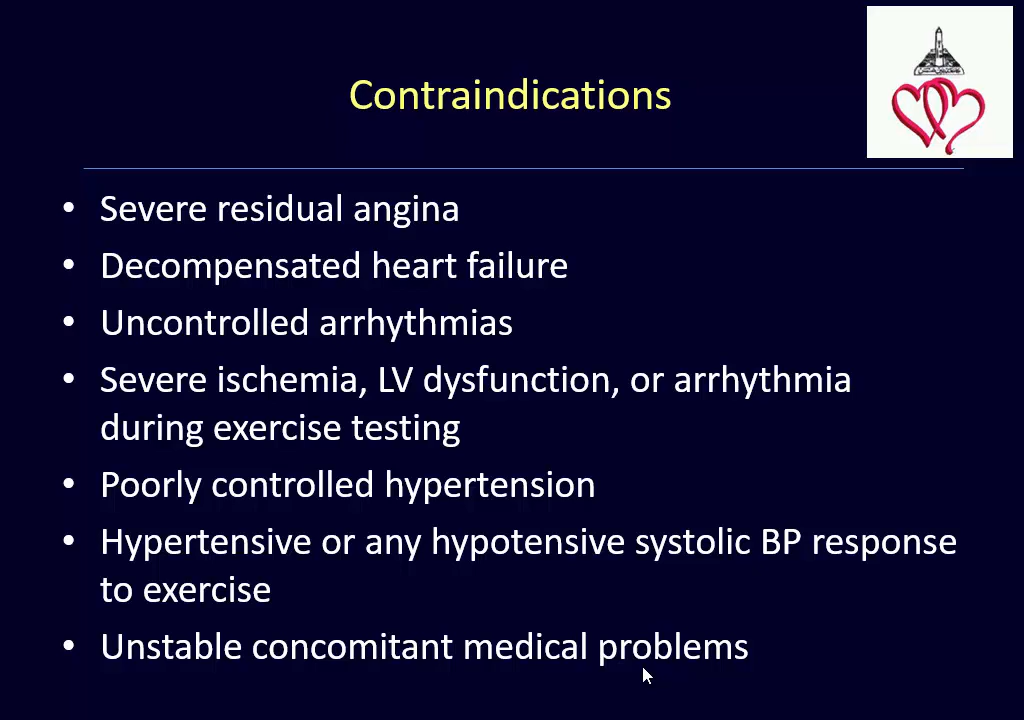 Contraindications
• Severe residual angina
• Decompensated heart failure
• Uncontrolled arrhythmias
• Severe ischemia, LV dysfunction, or arrhythmia
during exercise testing
• Poorly controlled hypertension
• Hypertensive or any hypotensive systolic BP response
to exercise
• Unstable concomitant medical problems